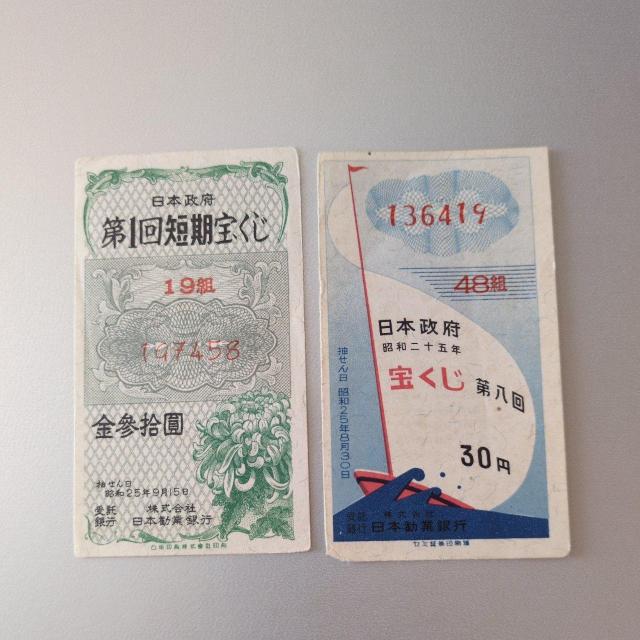 日本政府
第1回短期宝くじ
19組
197458
金參拾圓
抽せん日
昭和25年9月15日
受託
銀行
株式会社
日本勧業銀行
136419
48組
日本政府
昭和二十五年
宝くじ 第八回
30円
抽せん日 昭和25年8月30日
受託
銀行
株式会社
日本勧業銀行